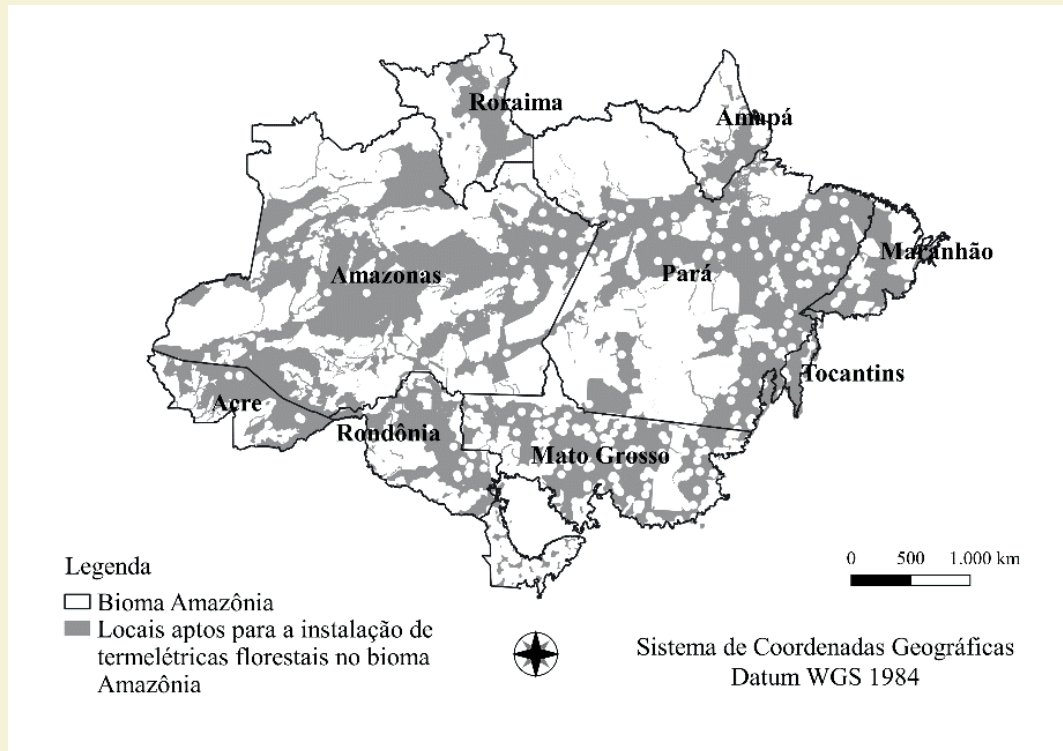 Roraima
Amapá
Maranhão
Amazonas
Pará
Tocantins
Acre
Rondônia
Mato Grosso
Legenda
Bioma Amazônia
Locais aptos para a instalação de
termelétricas florestais no bioma
Amazônia
0 500 1.000 km
Sistema de Coordenadas Geográficas
Datum WGS 1984